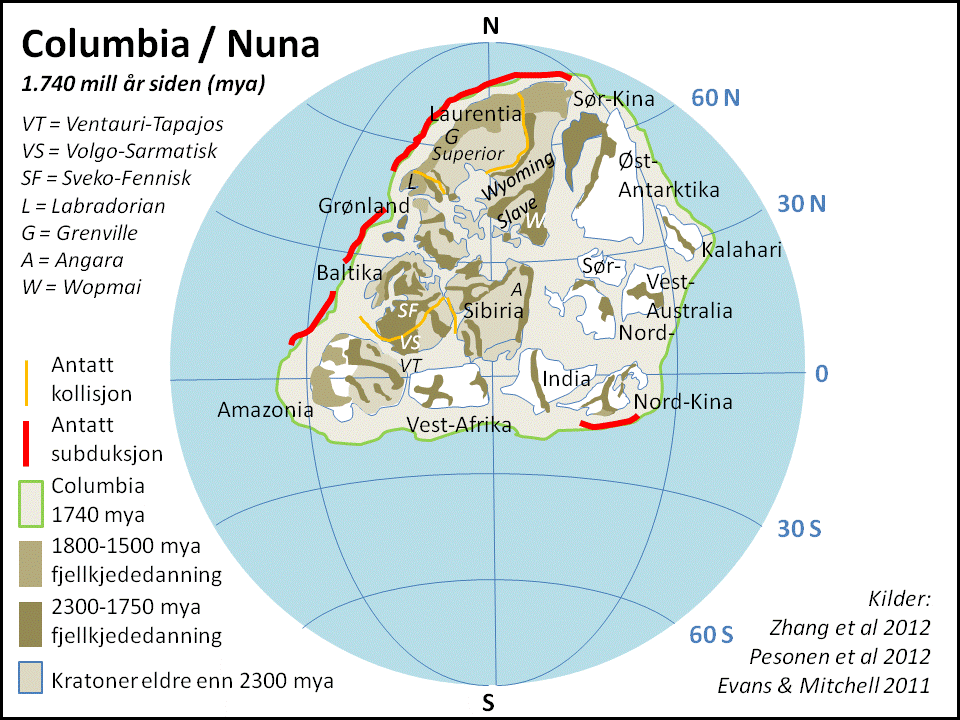 Columbia / Nuna
1.740 mill år siden (mya)
VT = Ventauri-Tapajos
VS = Volgo-Sarmatisk
SF = Sveko-Fennisk
L = Labradorian
G = Grenville
A = Angara
W = Wopmai
Antatt
kollisjon
Antatt
subduksjon
Columbia
1740 mya
1800-1500 mya
fjellkjededanning
2300-1750 mya
fjellkjededanning
Kratoner eldre enn 2300 mya
N
60 N
30 N
0
30 S
60 S
S
Laurentia
G
Superior
Sør-Kina
Wyoming
Øst-
Antarktika
L
Slave
W
Grønland
Kalahari
Baltika
Sør-
Vest-
Australia
Nord-
A
Sibiria
SF
VS
VT
India
Nord-Kina
Amazonia
Vest-Afrika
Kilder:
Zhang et al 2012
Pesonen et al 2012
Evans & Mitchell 2011